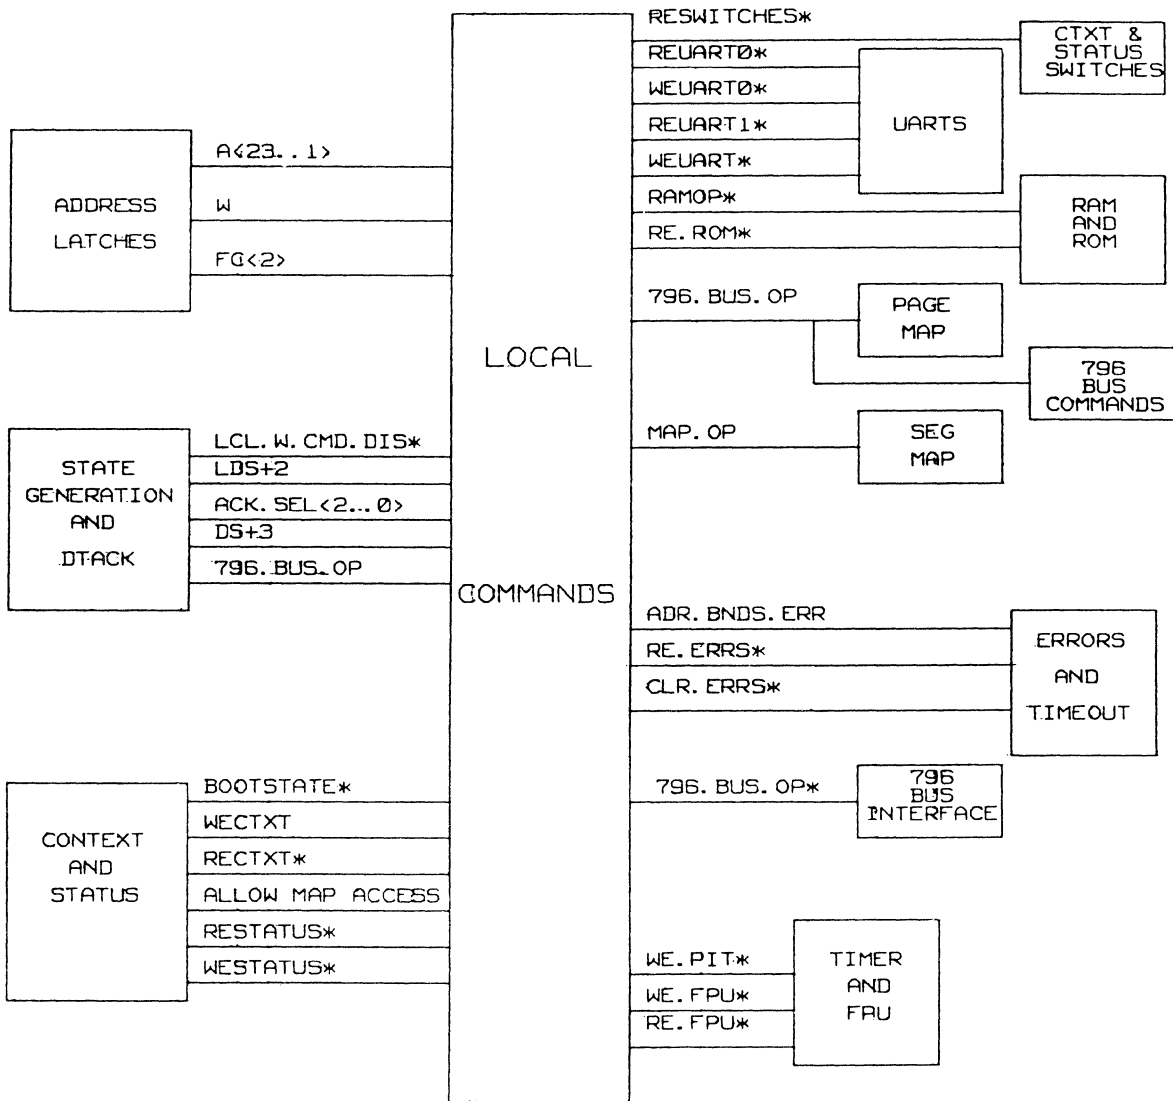 RESWITCHES*
CTXT &
STATUS
SWITCHES
REUART0*
WEUART0*
REUART1*
WEUART*
UARTS
RAMOP*
RE.ROM*
RAM
AND
ROM
796.BUS.OP
PAGE
MAP
796
BUS
COMMANDS
MAP.OP
SEG
MAP
ADR.BNDS.ERR
RE.ERRS*
CLR.ERRS*
ERRORS
AND
TIMEOUT
796.BUS.OP*
796
BUS
INTERFACE
WE.PIT*
WE.FPU*
RE.FPU*
TIMER
AND
FAU
LOCAL
COMMANDS
ADDRESS
LATCHES
A<23..1>
W
FC<2>
STATE
GENERATION
AND
DTACK
LCL.W.CMD.DIS*
LDS+2
ACK.SEL<2...0>
DS+3
796.BUS.OP
CONTEXT
AND
STATUS
BOOTSTATE*
WECTXT
RECTXT*
ALLOW MAP ACCESS
RESTATUS*
WESTATUS*